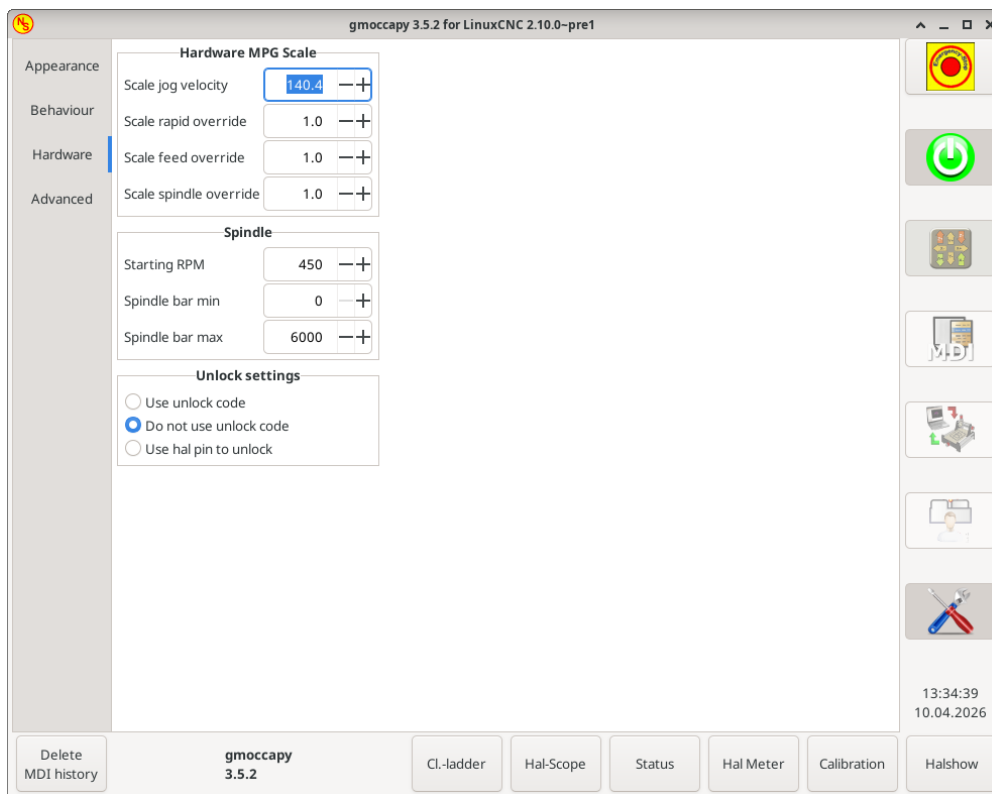 gmoccapy 3.5.2 for LinuxCNC 2.10.0~pre1
Appearance
Behaviour
Hardware
Advanced
Hardware MPG Scale
Scale jog velocity 140.4
Scale rapid override 1.0
Scale feed override 1.0
Scale spindle override 1.0
Spindle
Starting RPM 450
Spindle bar min 0
Spindle bar max 6000
Unlock settings
Use unlock code
Do not use unlock code
Use hal pin to unlock
MDI
13:34:39
10.04.2026
Delete
MDI history
gmoccapy
3.5.2
Cl.-ladder
Hal-Scope
Status
Hal Meter
Calibration
Halshow